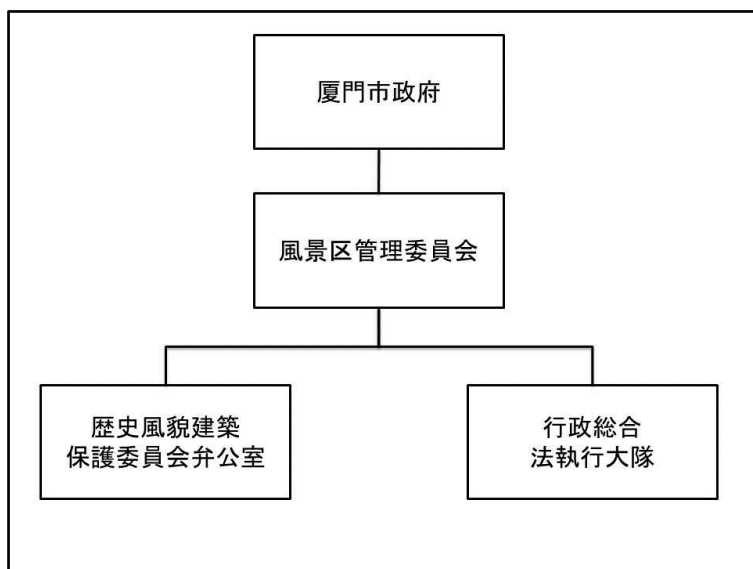 厦門市政府
風景区管理委員会
歴史風貌建築
保護委員会弁公室
行政総合
法執行大隊